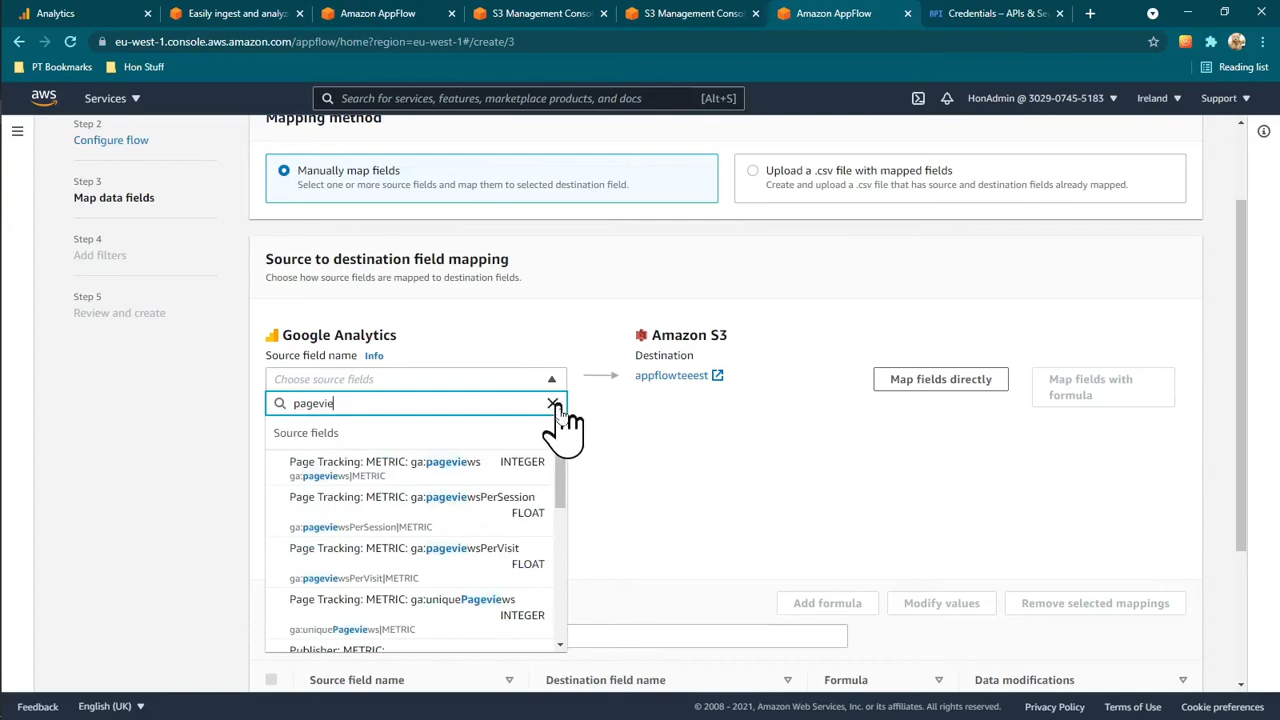 Analytics
Easily ingest and analyz
Amazon AppFlow
S3 Management Conso
S3 Management Conso
Amazon AppFlow
RPI Credentials – APIs & Se
eu-west-1.console.aws.amazon.com/appflow/home?region=eu-west-1#/create/3
PT Bookmarks
Hon Stuff
Reading list
aws
Services
Search for services, features, marketplace products, and docs
[Alt+S]
HonAdmin @ 3029-0745-5183
Ireland
Support
Step 2
Configure flow
Step 3
Map data fields
Step 4
Add filters
Step 5
Review and create
Mapping method
Manually map fields
Select one or more source fields and map them to selected destination field.
Upload a .csv file with mapped fields
Create and upload a .csv file that has source and destination fields already mapped.
Source to destination field mapping
Choose how source fields are mapped to destination fields.
Google Analytics
Source field name Info
Choose source fields
pagevie
Source fields
Page Tracking: METRIC: ga:pageviews INTEGER
ga:pageviews|METRIC
Page Tracking: METRIC: ga:pageviewsPerSession
FLOAT
ga:pageviewsPerSession|METRIC
Page Tracking: METRIC: ga:pageviewsPerVisit
FLOAT
ga:pageviewsPerVisit|METRIC
Page Tracking: METRIC: ga:uniquePageviews
INTEGER
ga:uniquePageviews|METRIC
Publisher: METRIC:
Amazon S3
Destination
appflowteeest
Map fields directly
Map fields with
formula
Add formula
Modify values
Remove selected mappings
Source field name
Destination field name
Formula
Data modifications
Feedback
English (UK)
© 2008 - 2021, Amazon Web Services, Inc. or its affiliates. All rights reserved.
Privacy Policy
Terms of Use
Cookie preferences